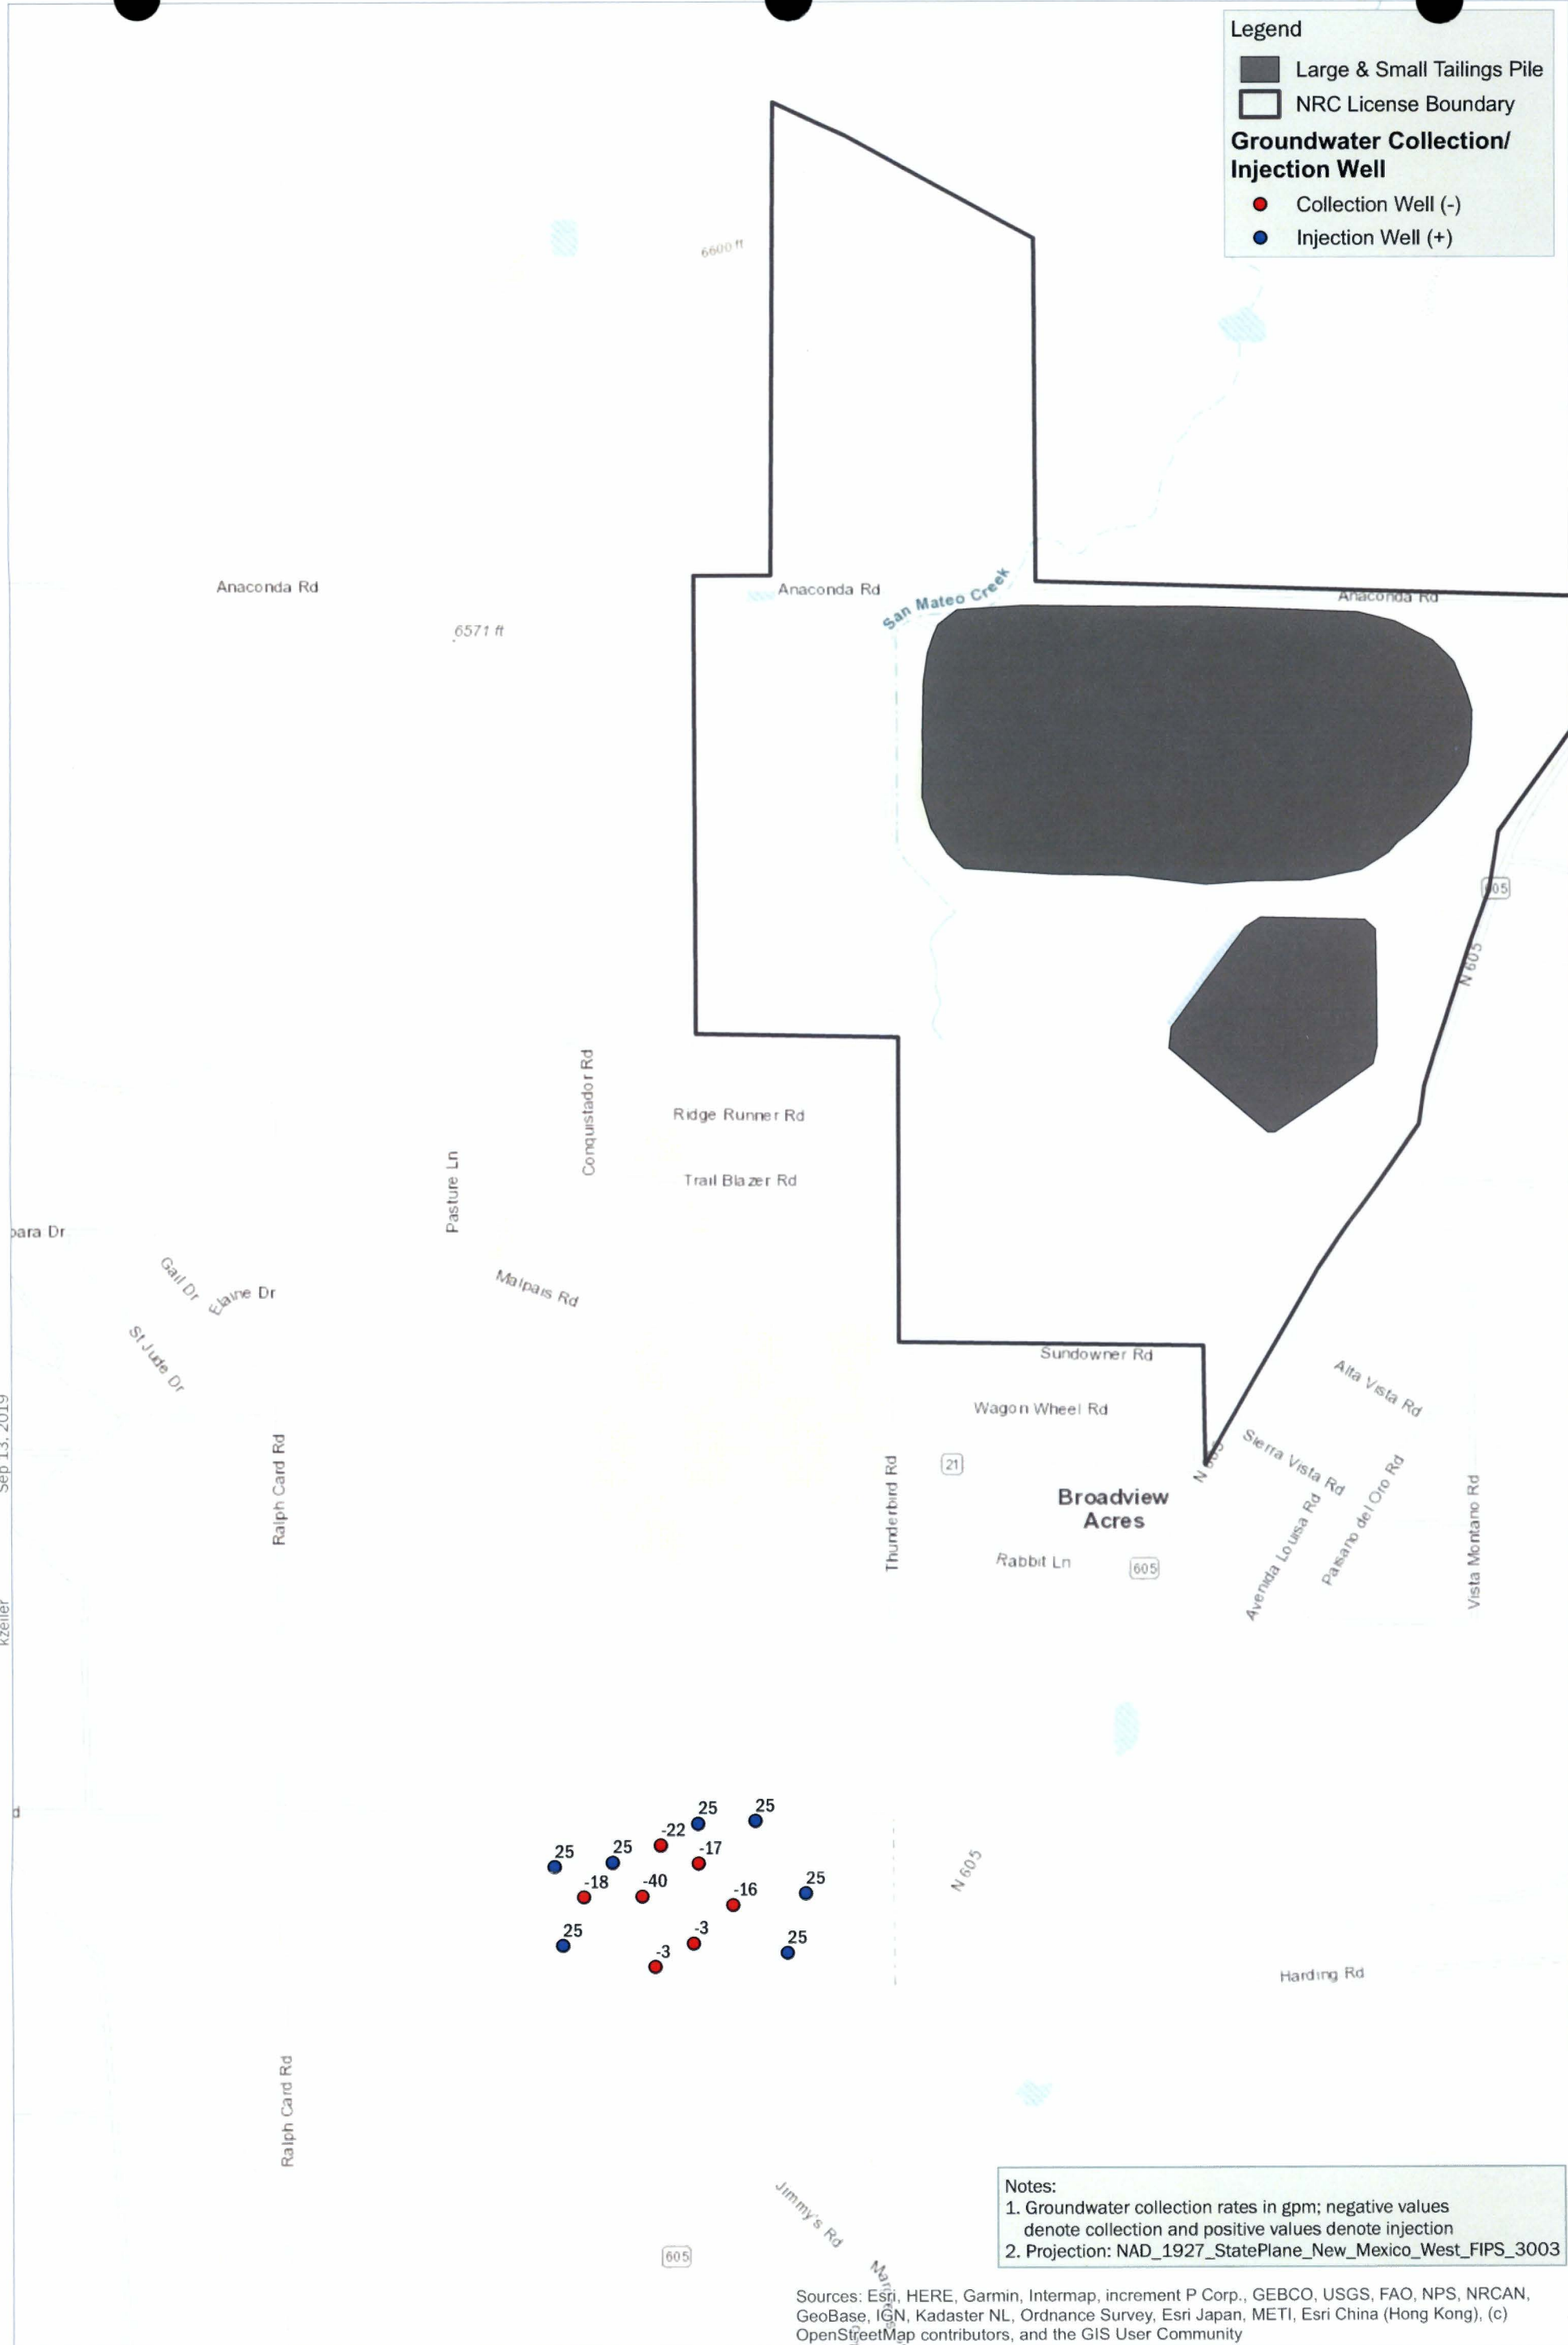 Legend
Large & Small Tailings Pile
NRC License Boundary
Groundwater Collection/
Injection Well
Collection Well (-)
Injection Well (+)
6600 ft
Anaconda Rd
Anaconda Rd
San Mateo Creek
Anaconda Rd
6571 ft
605
N 605
Conquistador Rd
Ridge Runner Rd
Pasture Ln
Trail Blazer Rd
para Dr
Gail Dr
Elaine Dr
Malpais Rd
St Jude Dr
Sundowner Rd
Alta Vista Rd
Wagon Wheel Rd
Sep 13, 2019
Ralph Card Rd
Thunderbird Rd
21
N 605
Sierra Vista Rd
Broadview
Acres
Avenida Louisa Rd
Paisano del Oro Rd
Vista Montano Rd
Rabbit Ln
605
kzeller
d
25
25
-22
25
25
-17
-18
-40
-16
25
25
-3
25
-3
N 605
Harding Rd
Ralph Card Rd
Jimmy's Rd
605
Notes:
1. Groundwater collection rates in gpm; negative values
denote collection and positive values denote injection
2. Projection: NAD_1927_StatePlane_New_Mexico_West_FIPS_3003
Sources: Esri, HERE, Garmin, Intermap, increment P Corp., GEBCO, USGS, FAO, NPS, NRCAN,
GeoBase, IGN, Kadaster NL, Ordnance Survey, Esri Japan, METI, Esri China (Hong Kong), (c)
OpenStreetMap contributors, and the GIS User Community